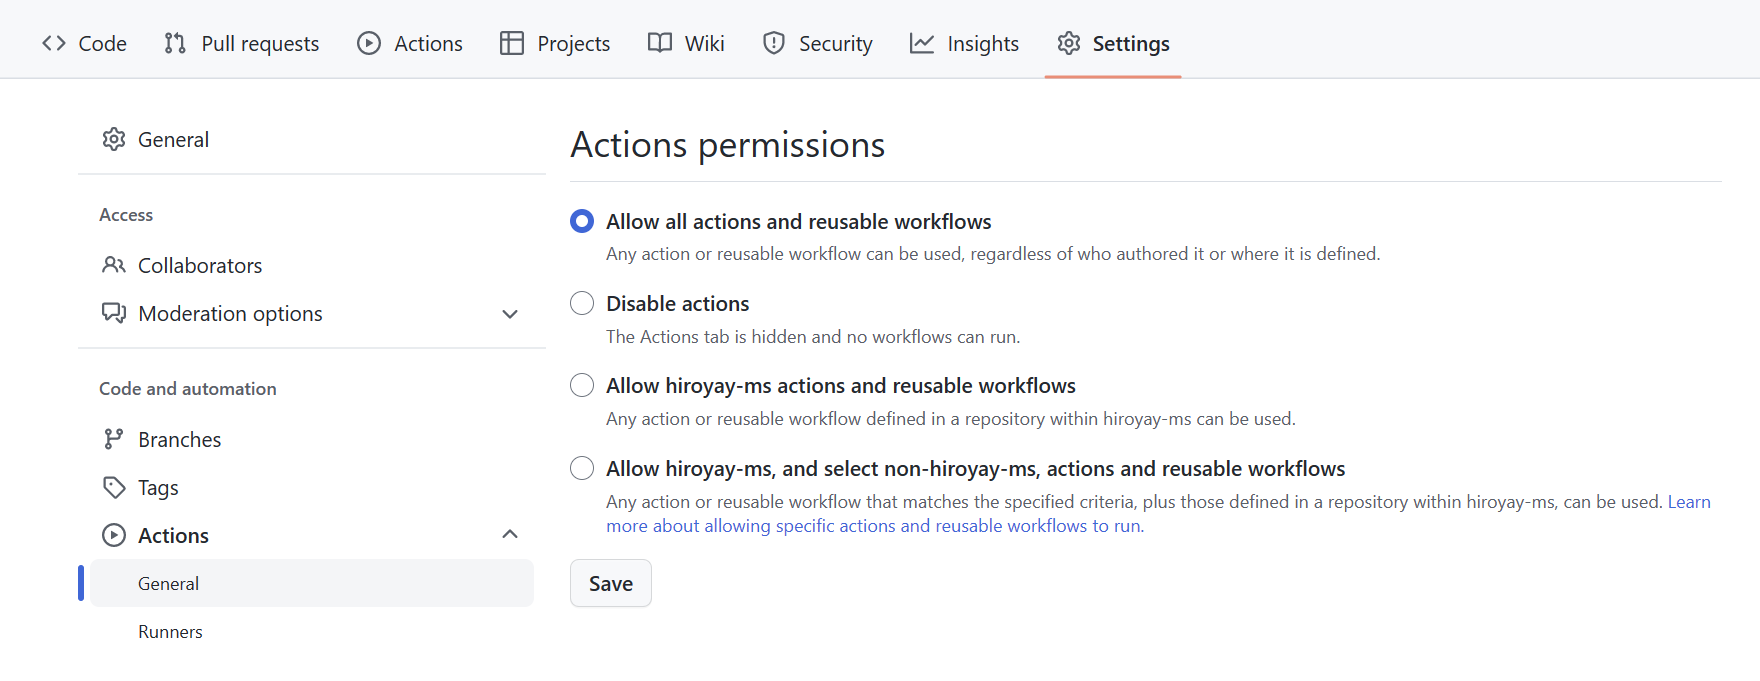 Code Pull requests Actions Projects Wiki Security Insights Settings
General
Access
Collaborators
Moderation options
Code and automation
Branches
Tags
Actions
General
Runners
Actions permissions
Allow all actions and reusable workflows
Any action or reusable workflow can be used, regardless of who authored it or where it is defined.
Disable actions
The Actions tab is hidden and no workflows can run.
Allow hiroyay-ms actions and reusable workflows
Any action or reusable workflow defined in a repository within hiroyay-ms can be used.
Allow hiroyay-ms, and select non-hiroyay-ms, actions and reusable workflows
Any action or reusable workflow that matches the specified criteria, plus those defined in a repository within hiroyay-ms, can be used. Learn
more about allowing specific actions and reusable workflows to run.
Save